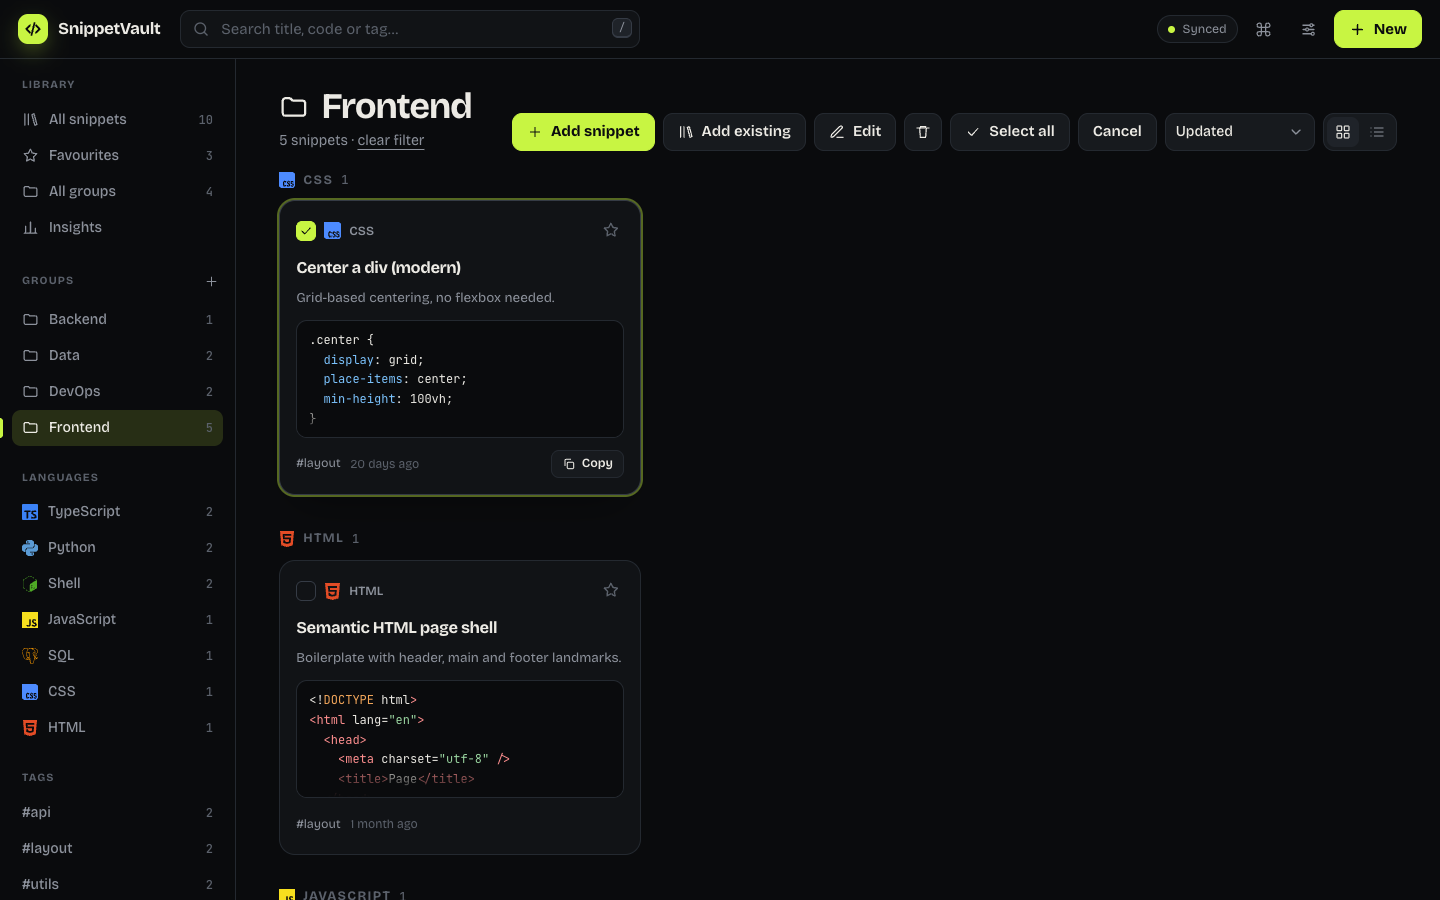 SnippetVault
Search title, code or tag...
/
Synced
New
LIBRARY
All snippets 10
Favourites 3
All groups 4
Insights
GROUPS
Backend 1
Data 2
DevOps 2
Frontend 5
LANGUAGES
TypeScript 2
Python 2
Shell 2
JavaScript 1
SQL 1
CSS 1
HTML 1
TAGS
#api 2
#layout 2
#utils 2
Frontend
5 snippets · clear filter
Add snippet
Add existing
Edit
Select all
Cancel
Updated
CSS 1
CSS
Center a div (modern)
Grid-based centering, no flexbox needed.
.center {
  display: grid;
  place-items: center;
  min-height: 100vh;
}
#layout 20 days ago
Copy
HTML 1
HTML
Semantic HTML page shell
Boilerplate with header, main and footer landmarks.
<!DOCTYPE html>
<html lang="en">
  <head>
    <meta charset="utf-8" />
    <title>Page</title>
#layout 1 month ago
JAVASCRIPT 1